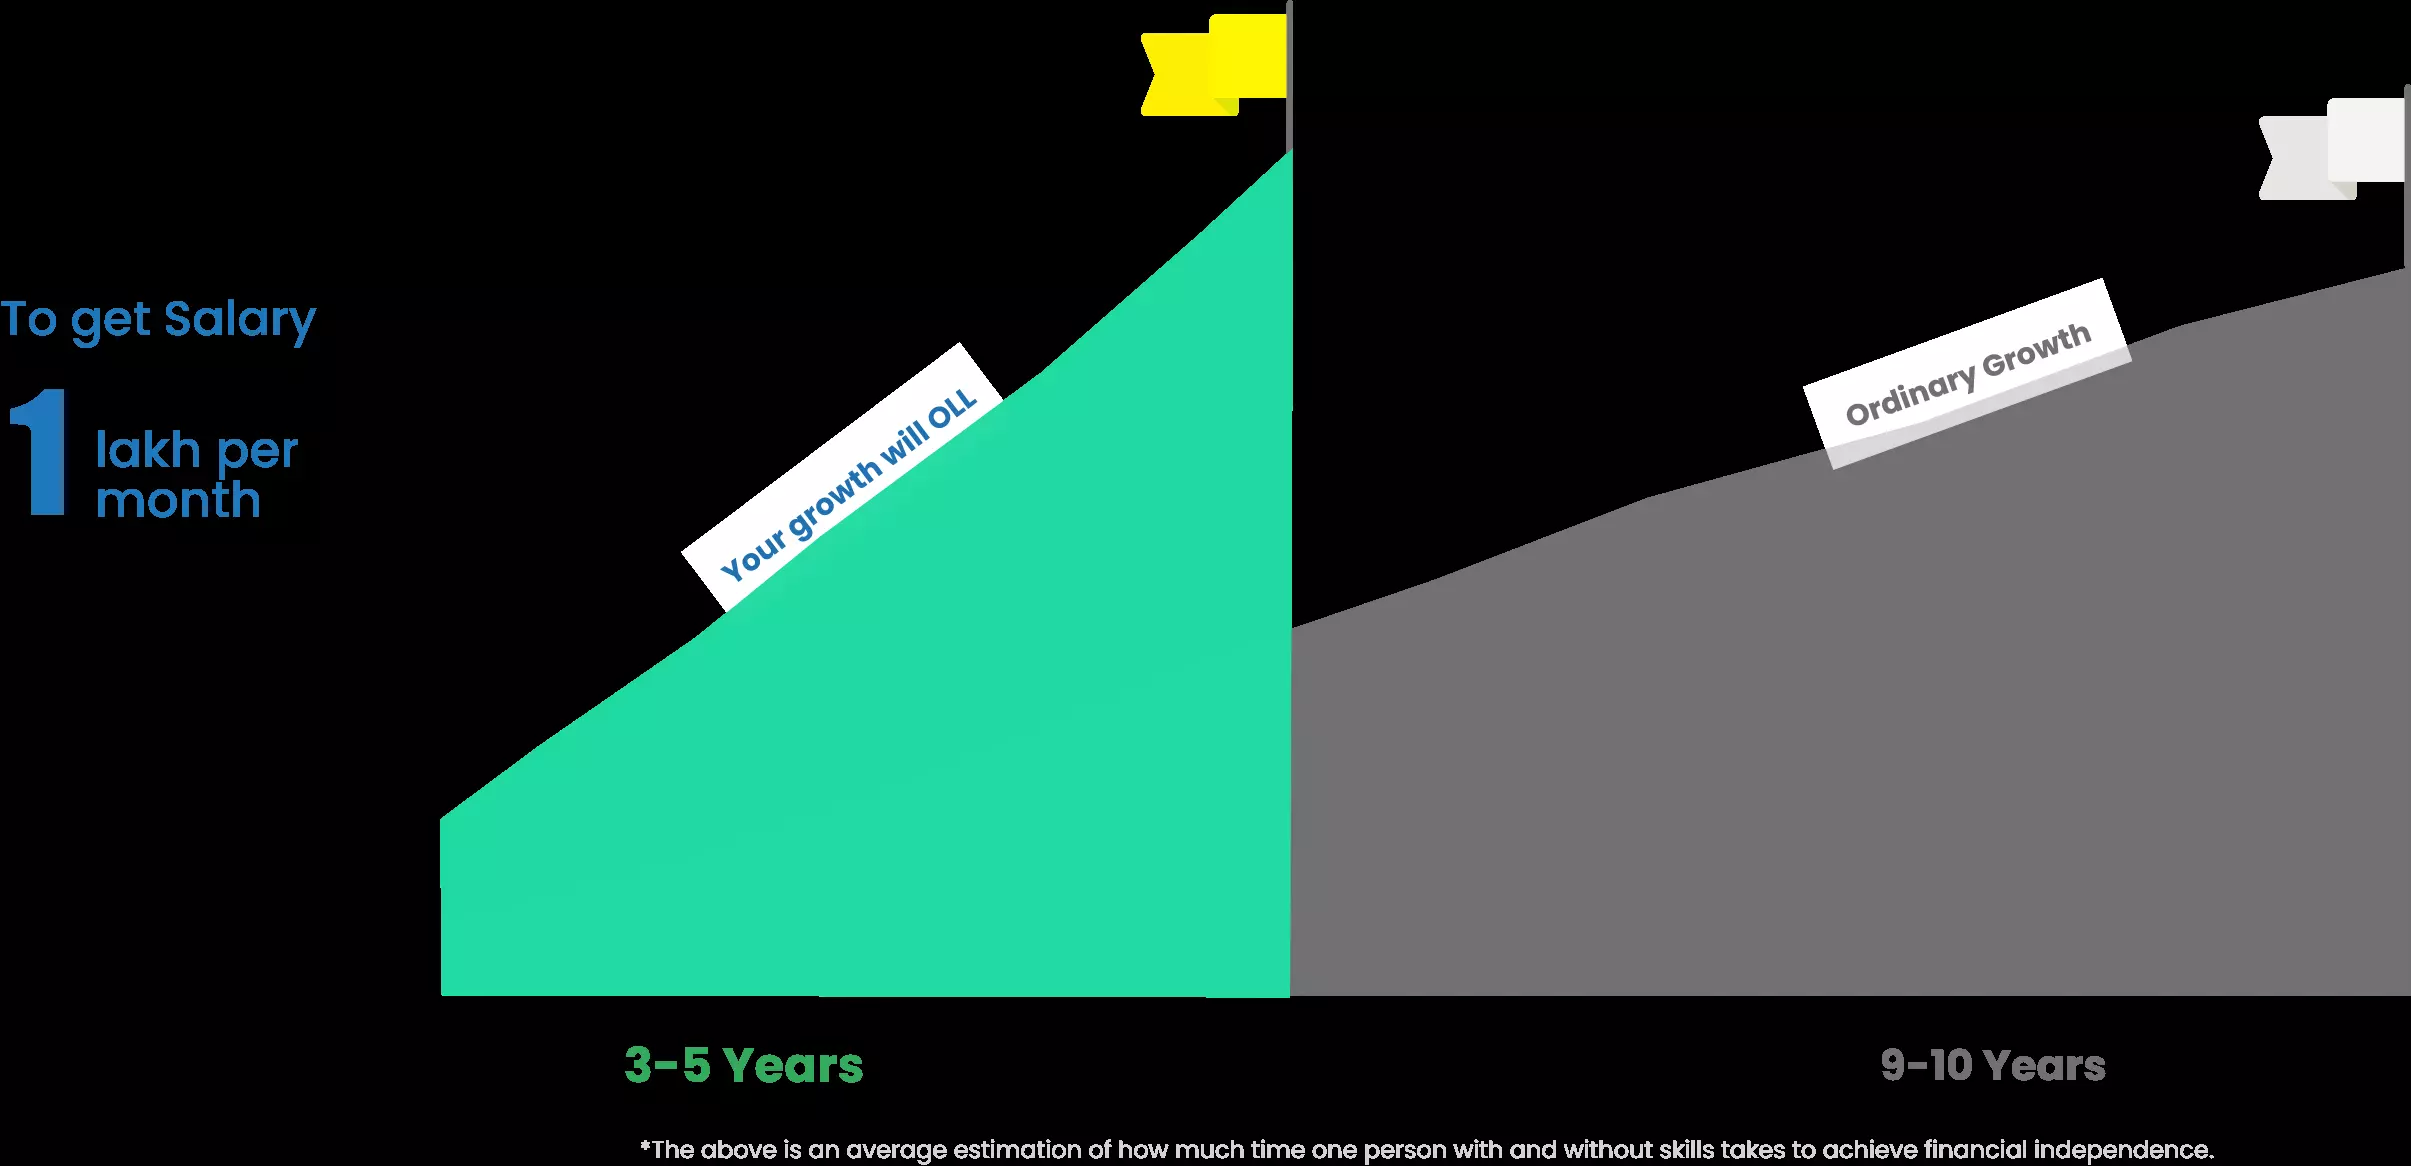 To get Salary
1 lakh per
month
Your growth will OLL
Ordinary Growth
3-5 Years
9-10 Years
*The above is an average estimation of how much time one person with and without skills takes to achieve financial independence.